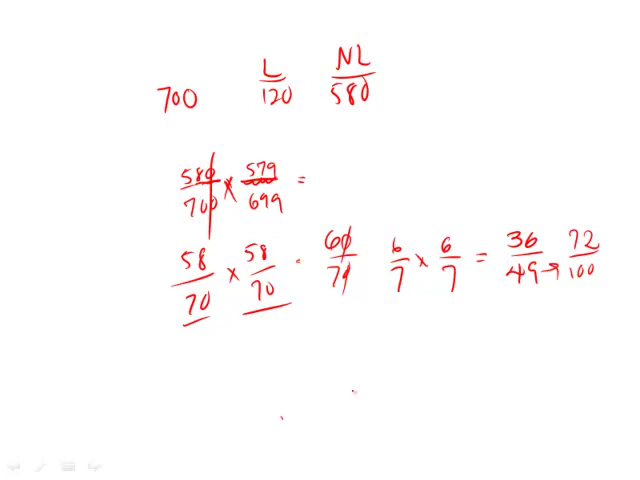 700 L/120 NL/580
580/700 × 579/699 =
58/70 × 58/70 = 60/70 6/7 × 6/7 = 36/49 → 72/100